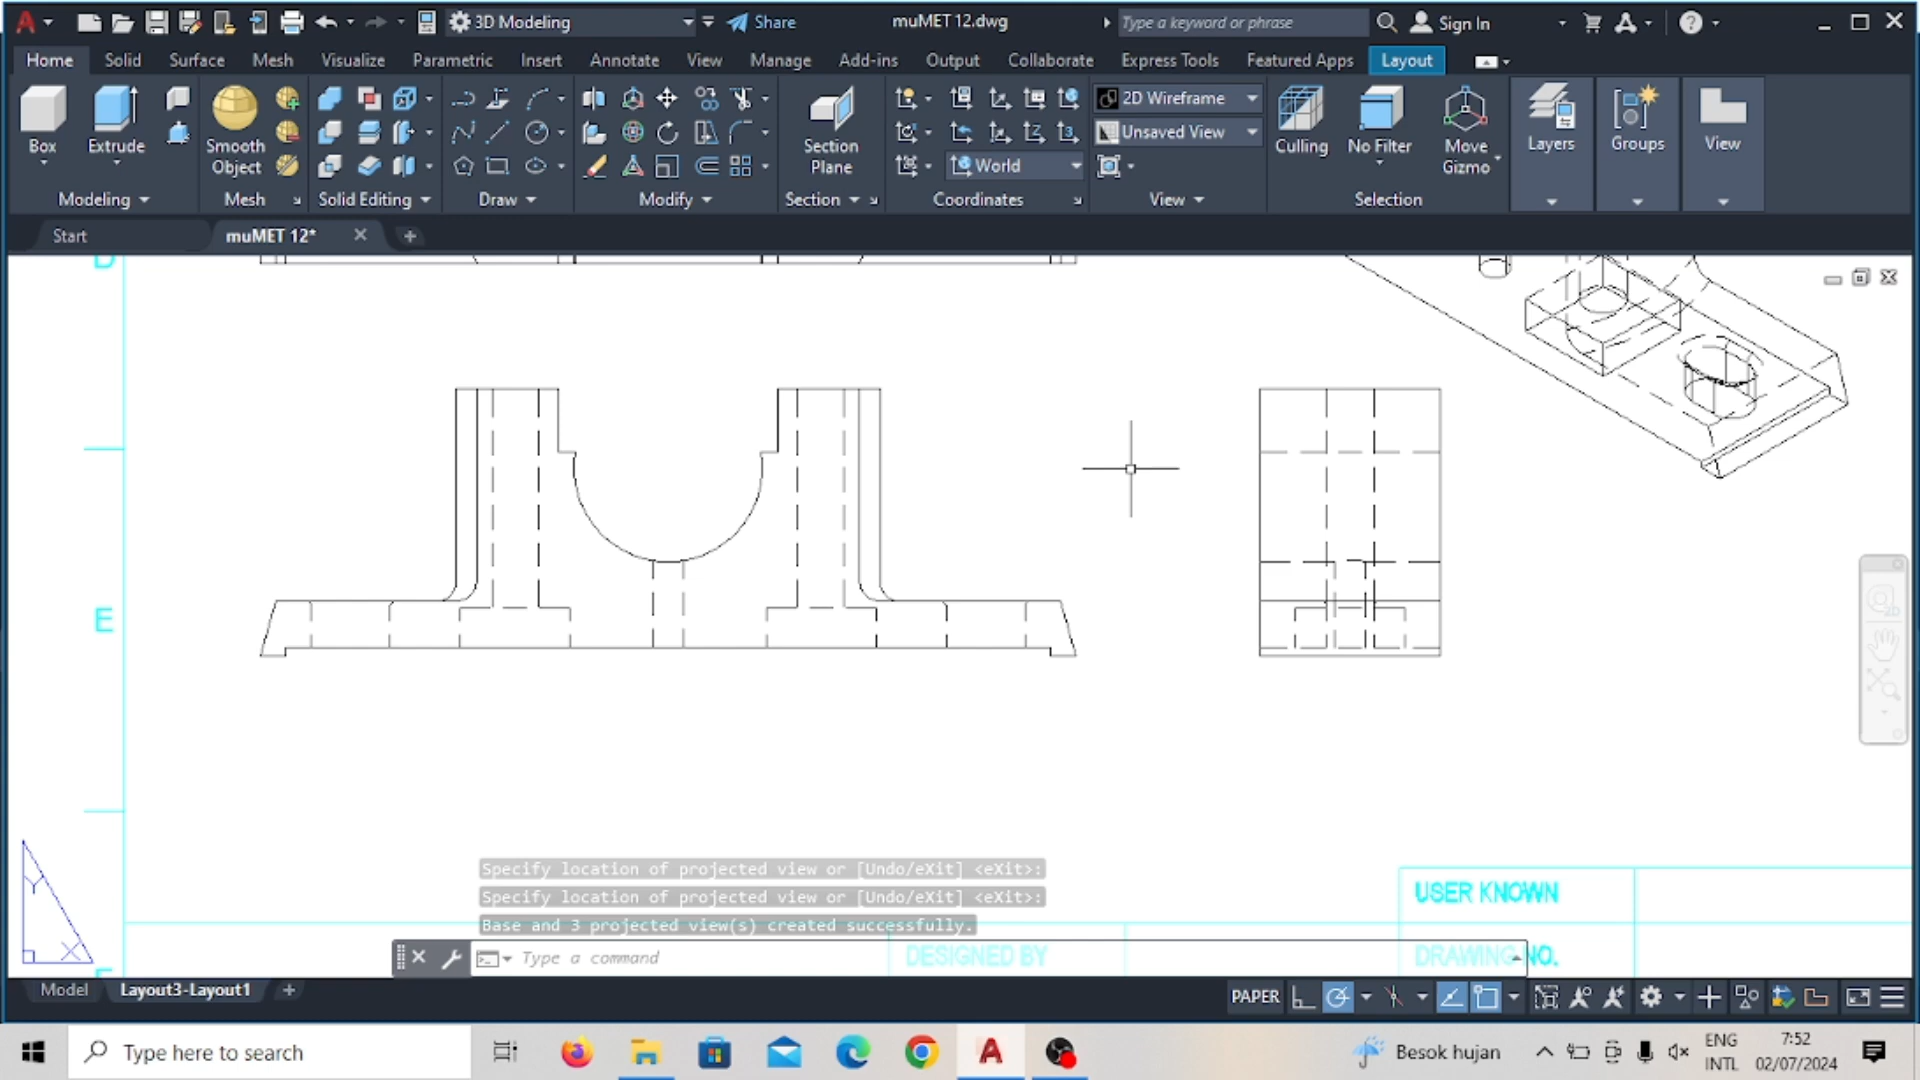 3D Modeling
Share
muMET 12.dwg
Type a keyword or phrase
Sign In
Home
Solid
Surface
Mesh
Visualize
Parametric
Insert
Annotate
View
Manage
Add-ins
Output
Collaborate
Express Tools
Featured Apps
Layout
Box
Extrude
Smooth
Object
Section
Plane
World
2D Wireframe
Unsaved View
Culling
No Filter
Move
Gizmo
Layers
Groups
View
Modeling
Mesh
Solid Editing
Draw
Modify
Section
Coordinates
View
Selection
Start
muMET 12*
D
E
Y
X
Specify location of projected view or [Undo/eXit] <eXit>:
Specify location of projected view or [Undo/eXit] <eXit>:
Base and 3 projected view(s) created successfully.
USER KNOWN
DESIGNED BY
DRAWING NO.
Type a command
Model
Layout3-Layout1
PAPER
Type here to search
Besok hujan
ENG
INTL
7:52
02/07/2024